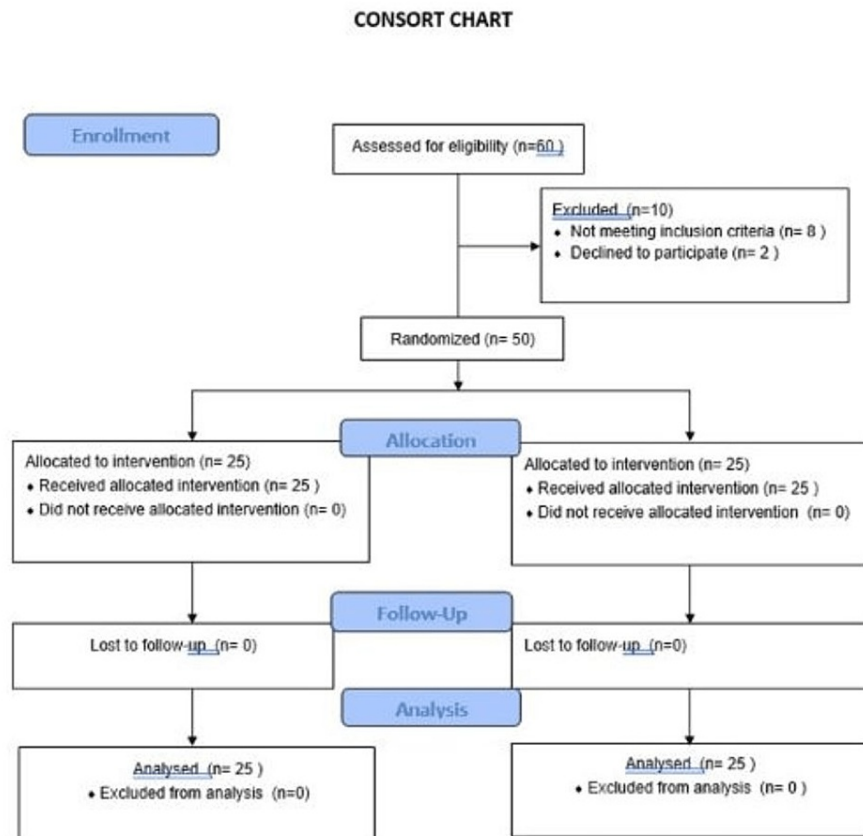 CONSORT CHART
Enrollment
Assessed for eligibility (n=60 )
Excluded (n=10)
♦ Not meeting inclusion criteria (n= 8 )
♦ Declined to participate (n= 2 )
Randomized (n= 50)
Allocation
Allocated to intervention (n= 25)
♦ Received allocated intervention (n= 25 )
♦ Did not receive allocated intervention (n= 0)
Allocated to intervention (n= 25)
♦ Received allocated intervention (n= 25 )
♦ Did not receive allocated intervention (n= 0)
Follow-Up
Lost to follow-up (n= 0)
Lost to follow-up (n=0)
Analysis
Analysed (n= 25 )
♦ Excluded from analysis (n=0)
Analysed (n= 25 )
♦ Excluded from analysis (n= 0 )